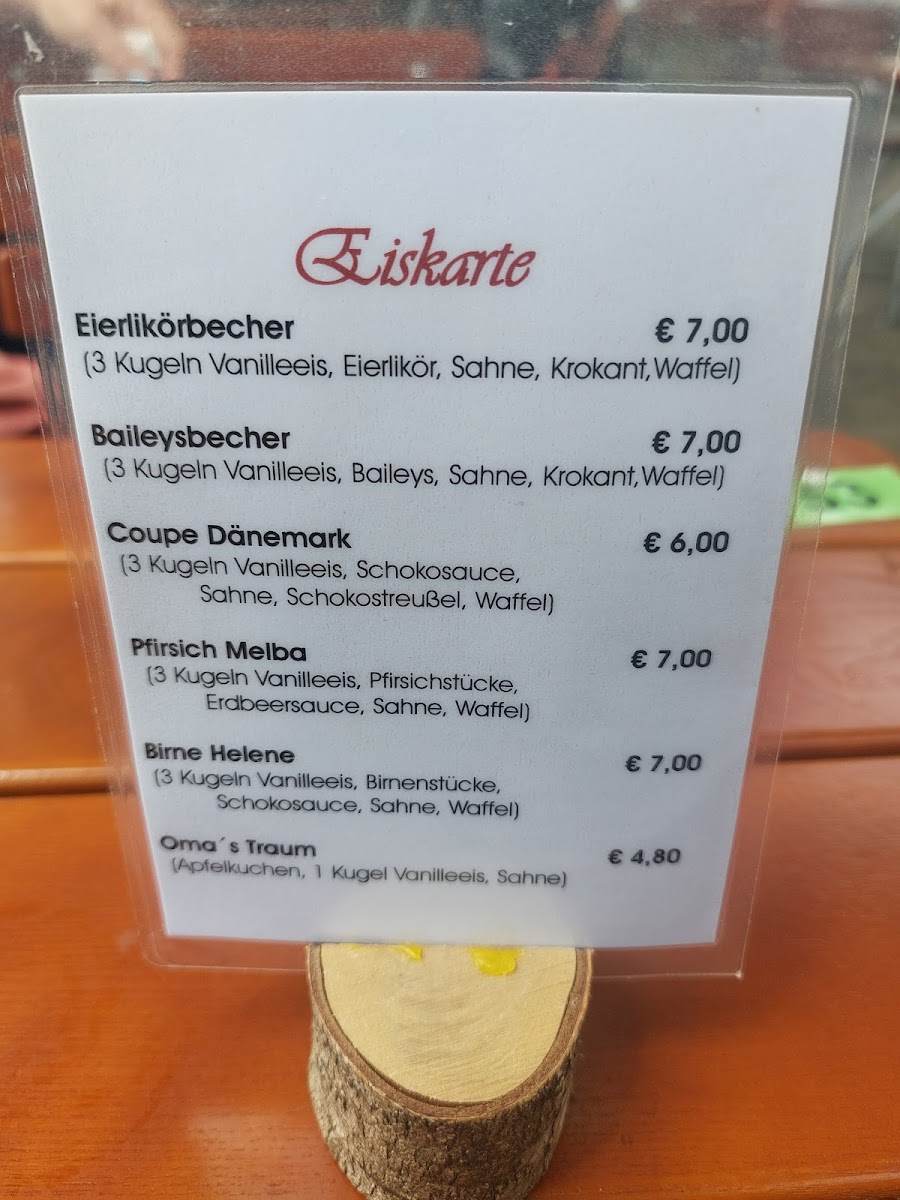 Eiskarte
Eierlikörbecher € 7,00
(3 Kugeln Vanilleeis, Eierlikör, Sahne, Krokant,Waffel)
Baileysbecher € 7,00
(3 Kugeln Vanilleeis, Baileys, Sahne, Krokant,Waffel)
Coupe Dänemark € 6,00
(3 Kugeln Vanilleeis, Schokosauce,
Sahne, Schokostreußel, Waffel)
Pfirsich Melba € 7,00
(3 Kugeln Vanilleeis, Pfirsichstücke,
Erdbeersauce, Sahne, Waffel)
Birne Helene € 7,00
(3 Kugeln Vanilleeis, Birnenstücke,
Schokosauce, Sahne, Waffel)
Oma´s Traum € 4,80
(Apfelkuchen, 1 Kugel Vanilleeis, Sahne)